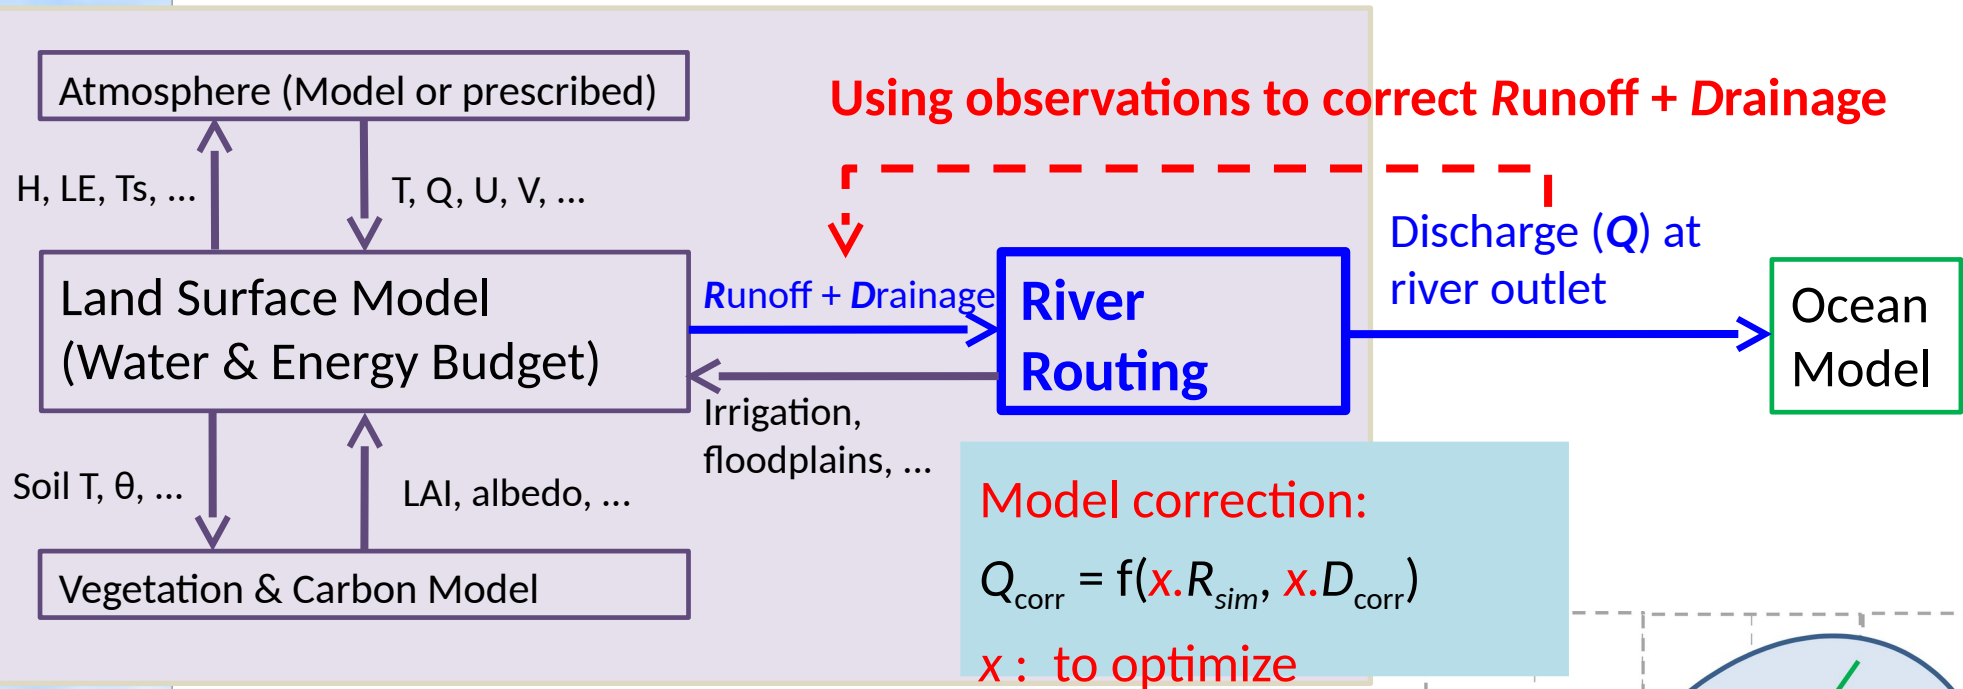 Atmosphere (Model or prescribed)
Using observations to correct Runoff + Drainage
H, LE, Ts, ...
T, Q, U, V, ...
Discharge (Q) at
river outlet
Land Surface Model
(Water & Energy Budget)
Runoff + Drainage
River
Routing
Ocean
Model
Irrigation,
floodplains, ...
Soil T, θ, ...
LAI, albedo, ...
Vegetation & Carbon Model
Model correction:
Qcorr = f(x.Rsim, x.Dcorr)
x : to optimize